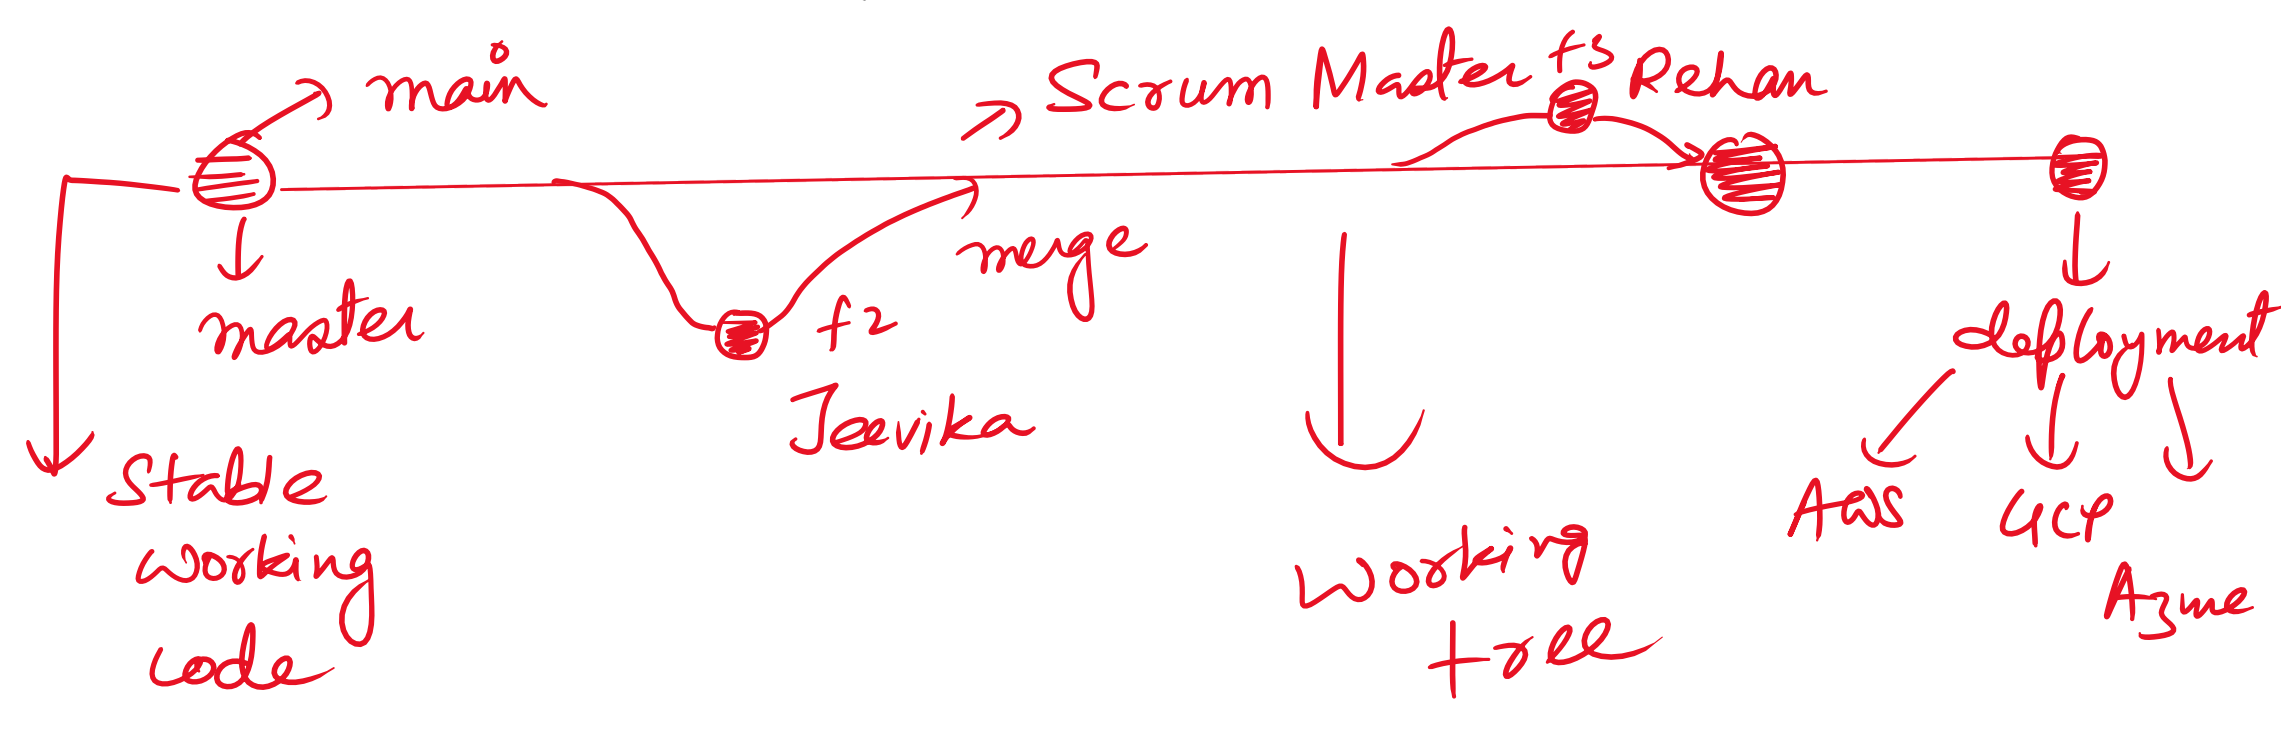 main
Scrum Master
f3 Rehan
master
merge
f2
Jeevika
deployment
Stable
working
code
working
tree
AWS
GCP
Azure